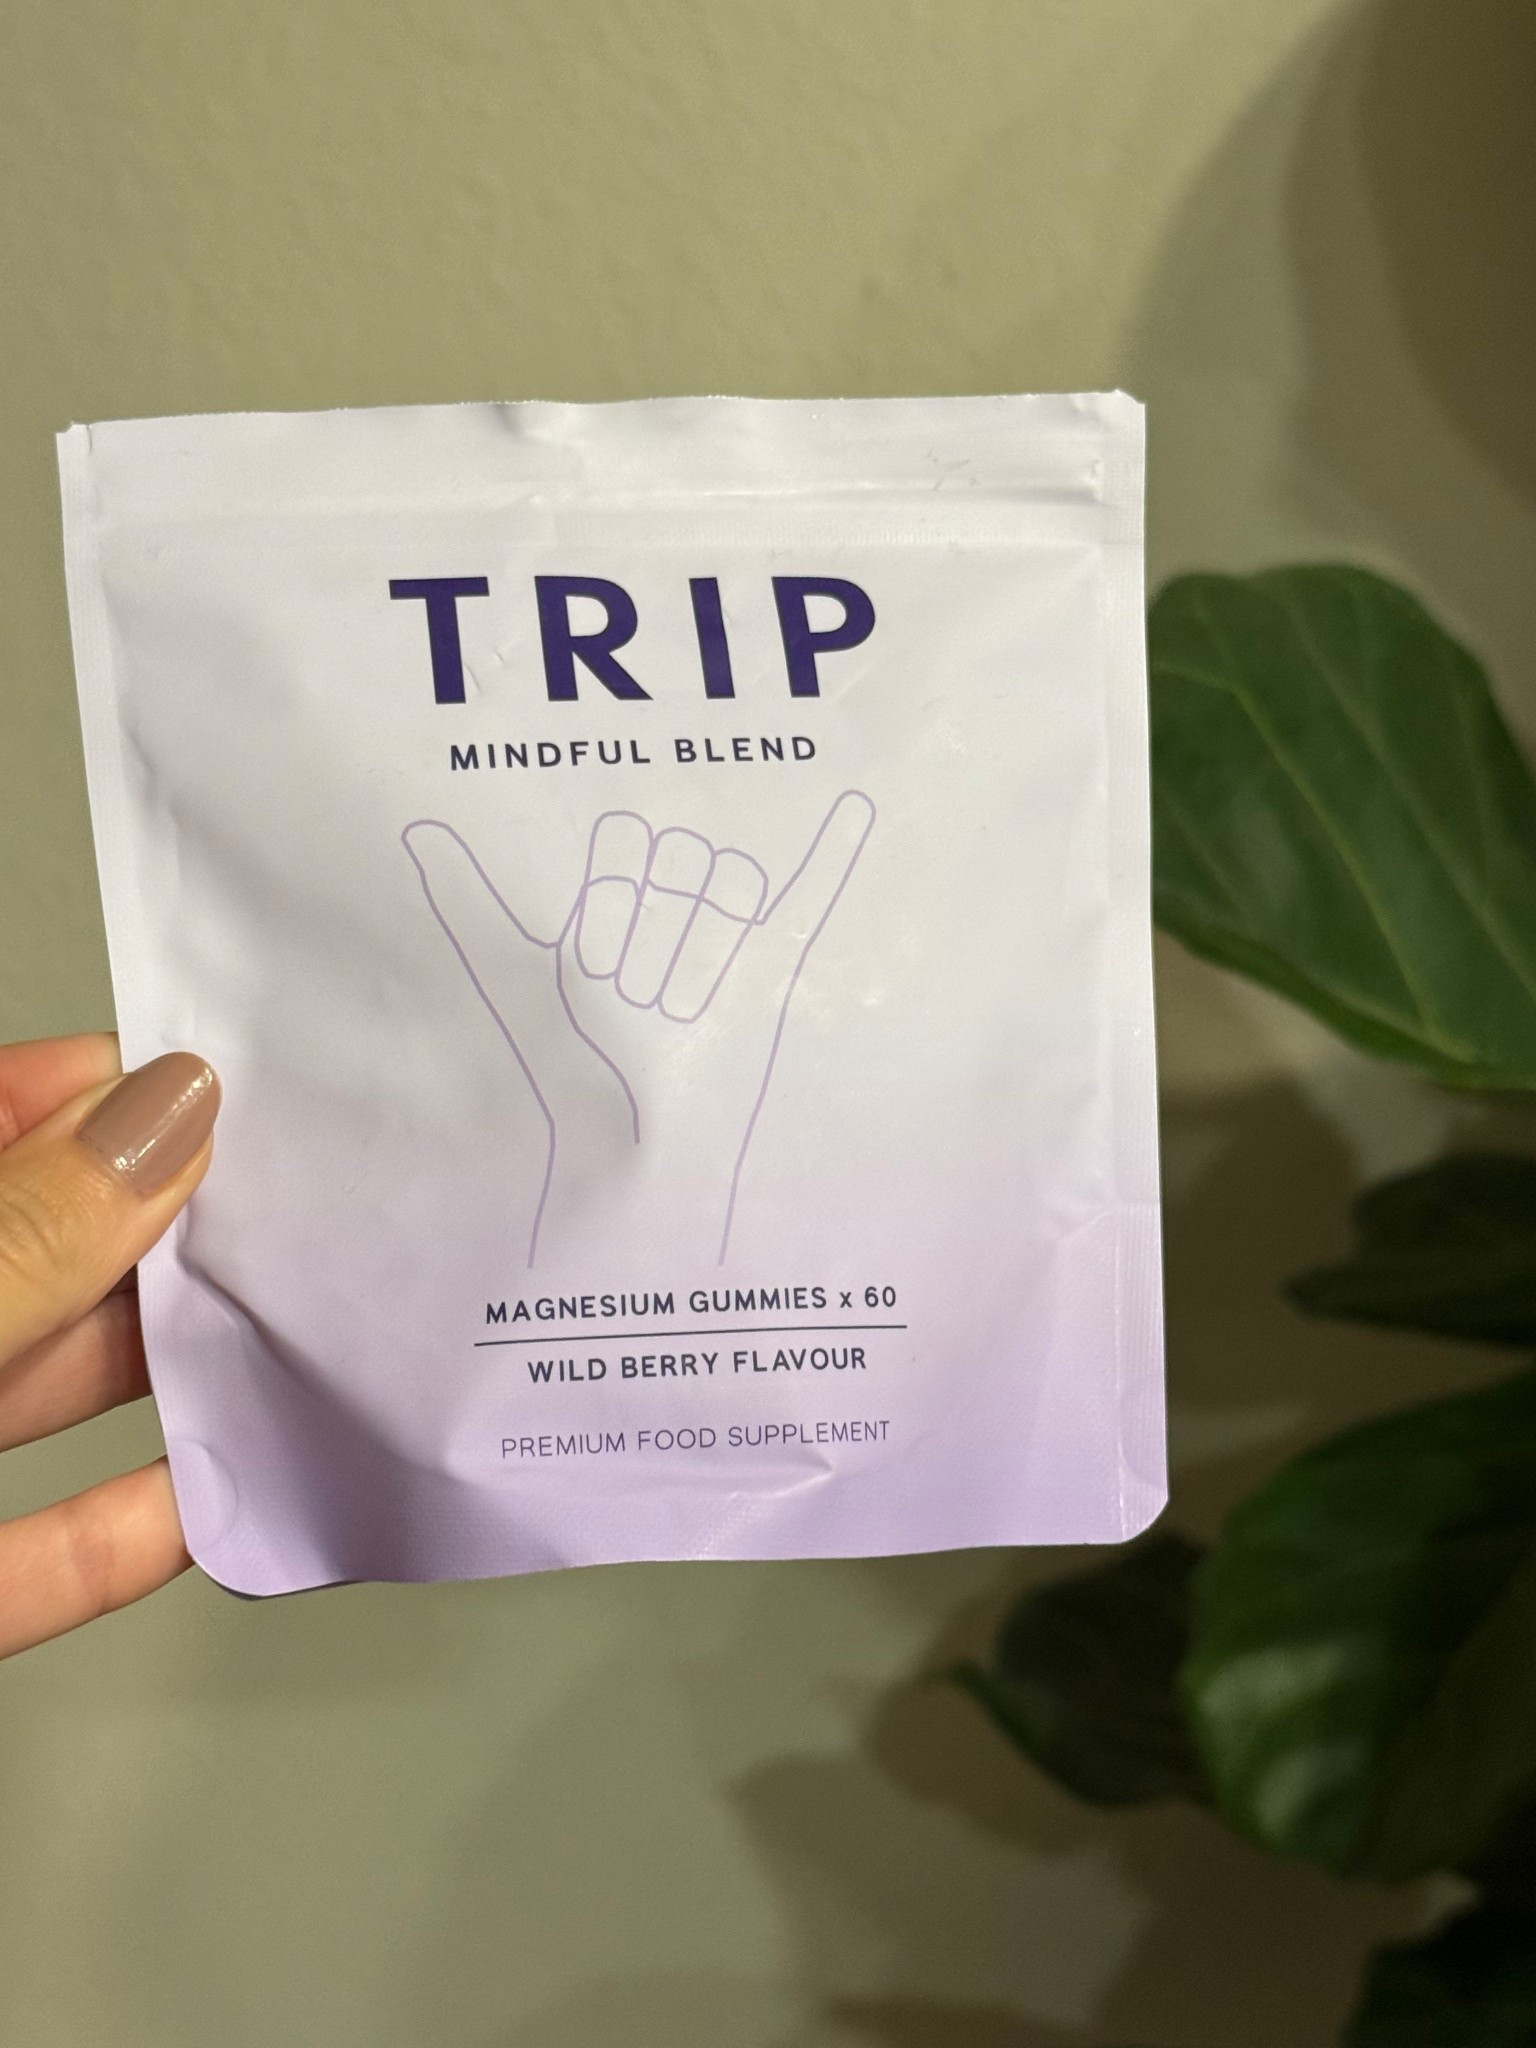 TRIP
MINDFUL BLEND
MAGNESIUM GUMMIES x 60
WILD BERRY FLAVOUR
PREMIUM FOOD SUPPLEMENT